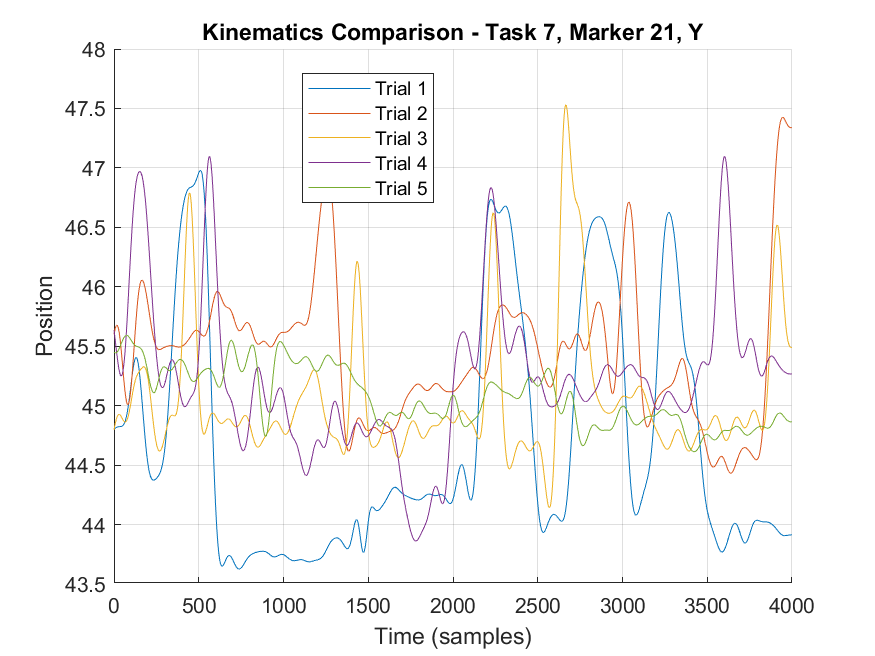 Kinematics Comparison - Task 7, Marker 21, Y
48
47.5
47
46.5
46
45.5
45
44.5
44
43.5
Position
Trial 1
Trial 2
Trial 3
Trial 4
Trial 5
0 500 1000 1500 2000 2500 3000 3500 4000
Time (samples)